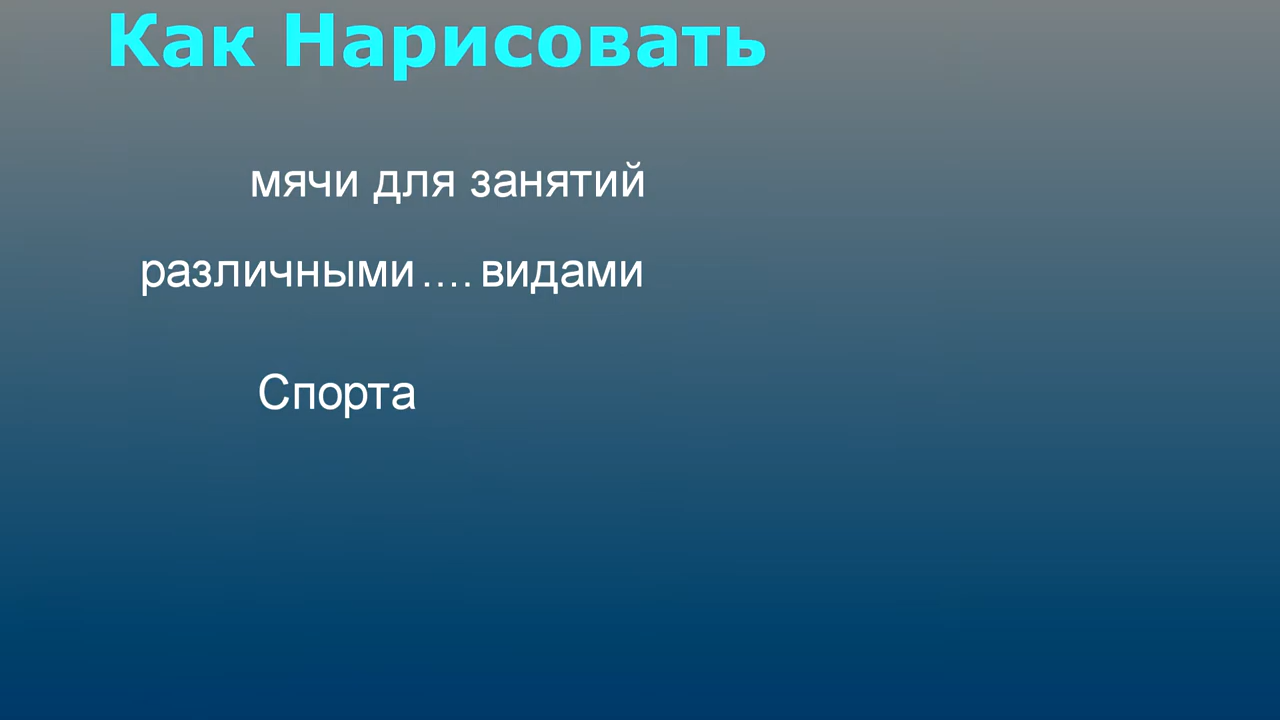 Как Нарисовать
мячи для занятий
различными .... видами
Спорта